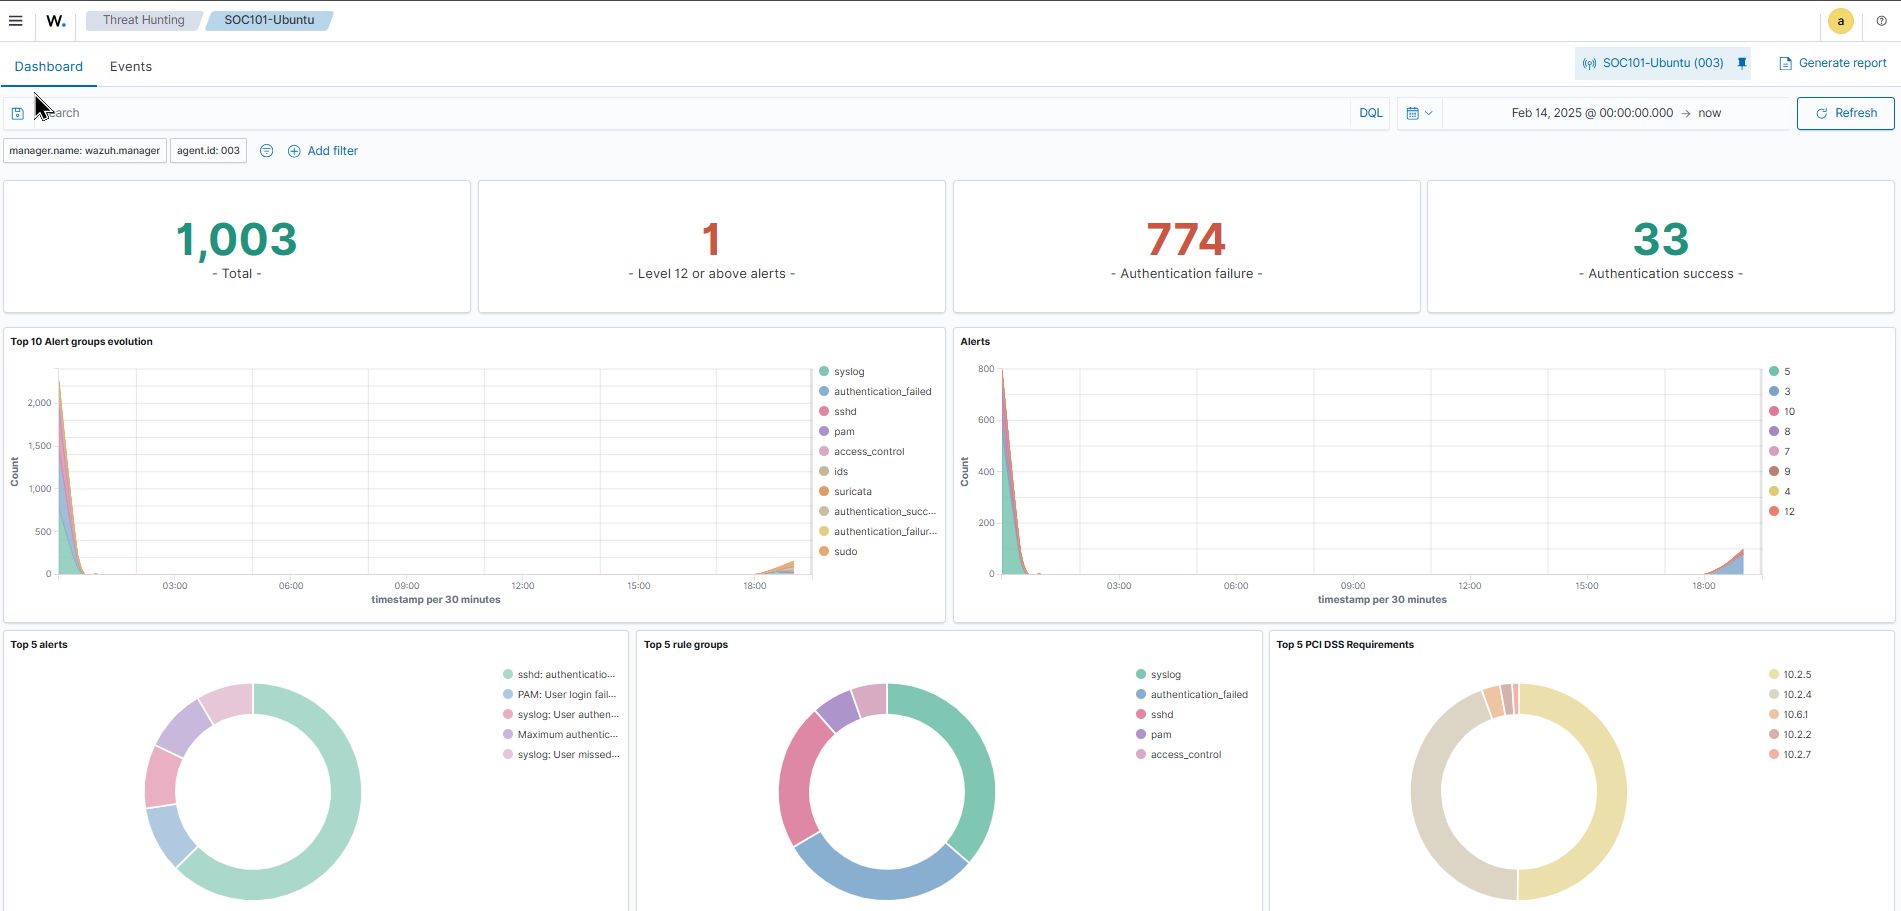 W. Threat Hunting SOC101-Ubuntu a
Dashboard Events SOC101-Ubuntu (003) Generate report
earch DQL Feb 14, 2025 @ 00:00:00.000 → now Refresh
manager.name: wazuh.manager agent.id: 003 Add filter
1,003
- Total -
1
- Level 12 or above alerts -
774
- Authentication failure -
33
- Authentication success -
Top 10 Alert groups evolution
Count
2,000
1,500
1,000
500
0
03:00 06:00 09:00 12:00 15:00 18:00
timestamp per 30 minutes
syslog
authentication_failed
sshd
pam
access_control
ids
suricata
authentication_succ...
authentication_failur...
sudo
Alerts
Count
800
600
400
200
0
03:00 06:00 09:00 12:00 15:00 18:00
timestamp per 30 minutes
5
3
10
8
7
9
4
12
Top 5 alerts
sshd: authenticatio...
PAM: User login fail...
syslog: User authen...
Maximum authentic...
syslog: User missed...
Top 5 rule groups
syslog
authentication_failed
sshd
pam
access_control
Top 5 PCI DSS Requirements
10.2.5
10.2.4
10.6.1
10.2.2
10.2.7